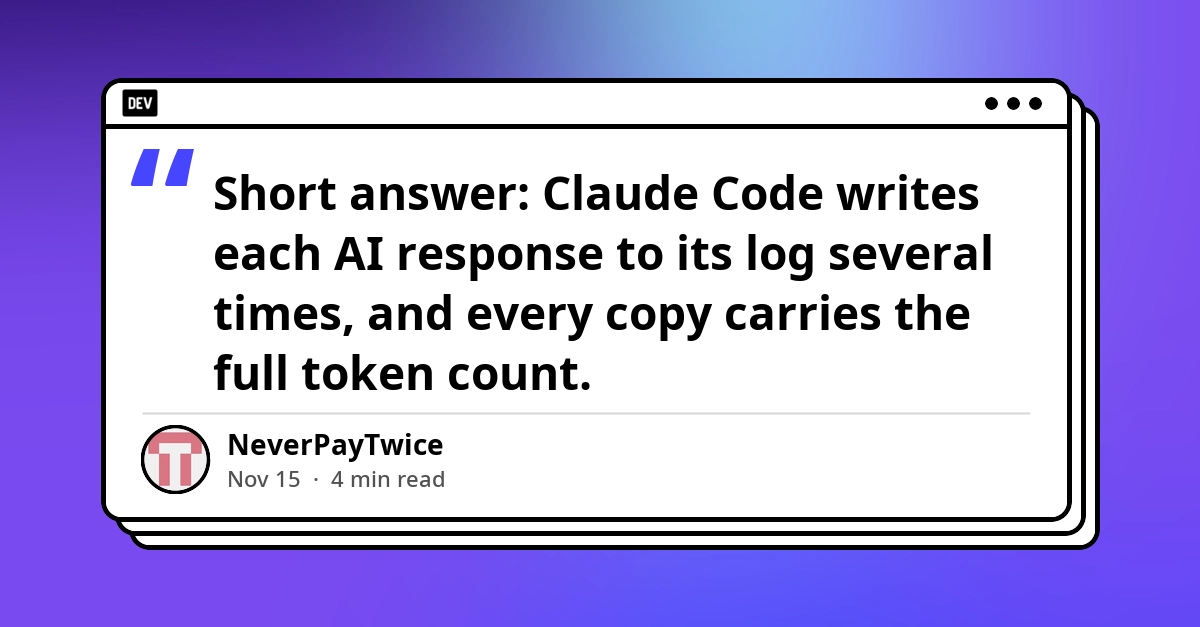 DEV
“ Short answer: Claude Code writes
each AI response to its log several
times, and every copy carries the
full token count.
NeverPayTwice
Nov 15 · 4 min read